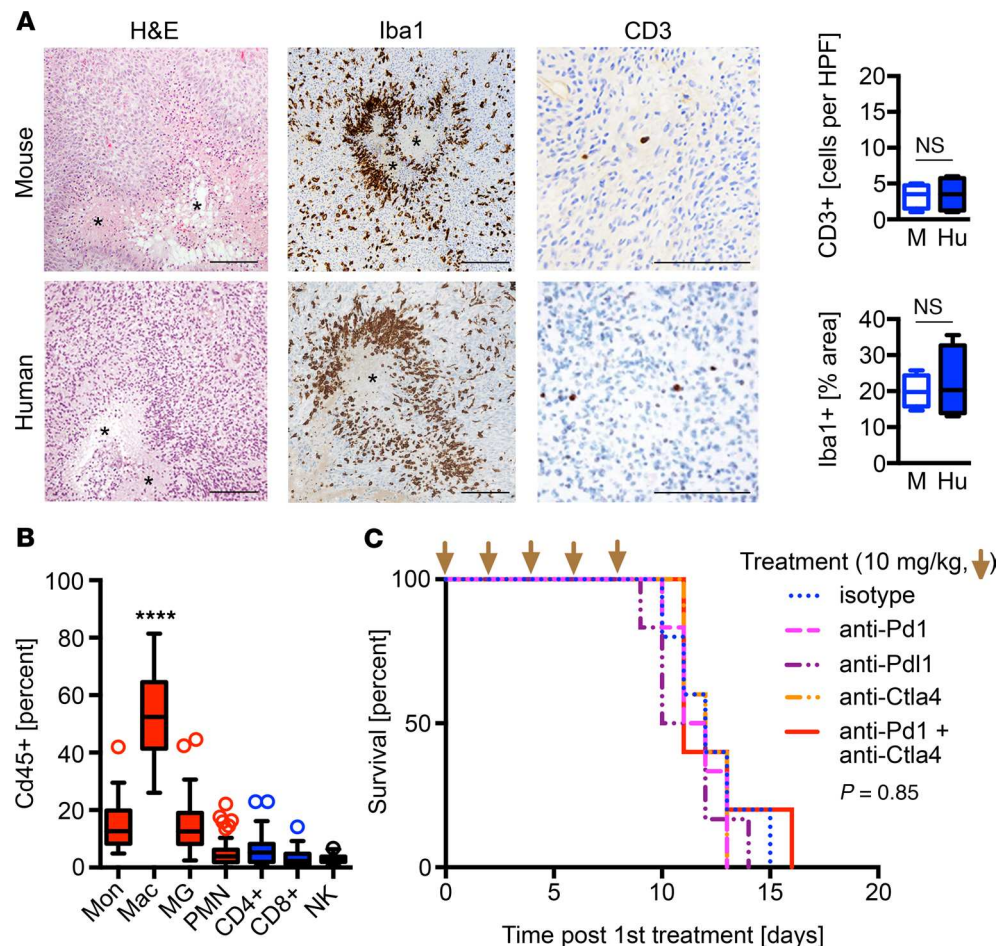 A
H&E
Iba1
CD3
Mouse
Human
*
*
*
*
*
*
*
CD3+ [cells per HPF]
20
15
10
5
0
NS
M Hu
Iba1+ [% area]
40
30
20
10
0
NS
M Hu
B
Cd45+ [percent]
100
80
60
40
20
0
****
Mon
Mac
MG
PMN
CD4+
CD8+
NK
C
Survival [percent]
100
50
0
0 5 10 15 20
Time post 1st treatment [days]
Treatment (10 mg/kg, )
isotype
anti-Pd1
anti-Pdl1
anti-Ctla4
anti-Pd1 +
anti-Ctla4
P = 0.85